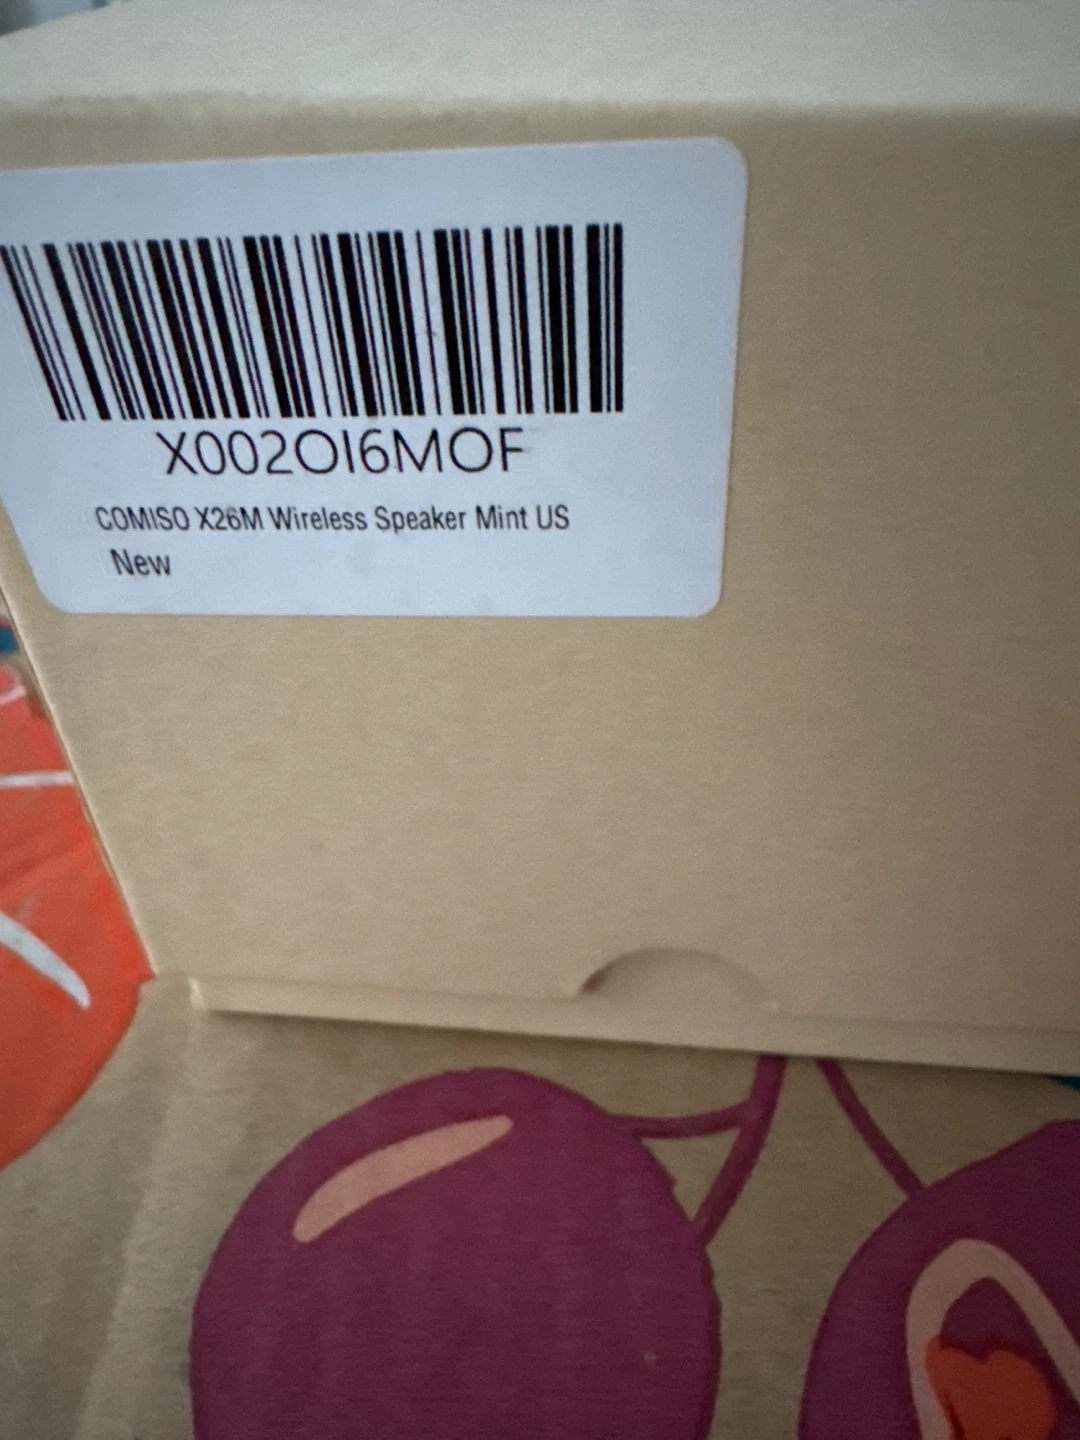 X002OI6MOF
COMISO X26M Wireless Speaker Mint US
New